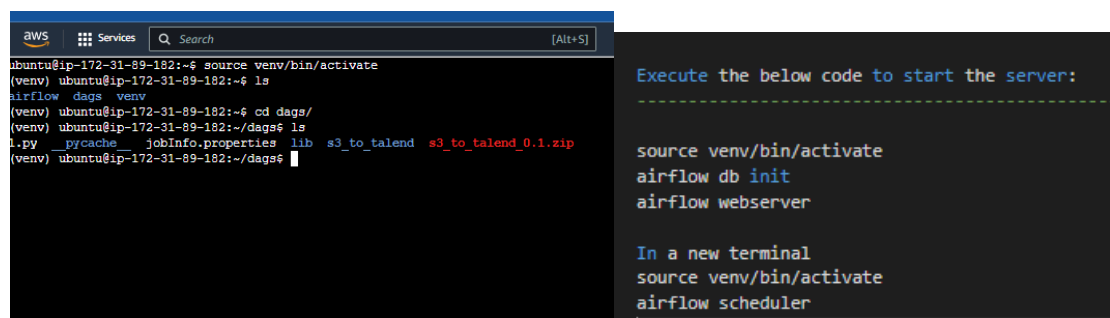 aws Services Search [Alt+S]
ubuntu@ip-172-31-89-182:~$ source venv/bin/activate
(venv) ubuntu@ip-172-31-89-182:~$ ls
airflow dags venv
(venv) ubuntu@ip-172-31-89-182:~$ cd dags/
(venv) ubuntu@ip-172-31-89-182:~/dags$ ls
1.py __pycache__ jobInfo.properties lib s3_to_talend s3_to_talend_0.1.zip
(venv) ubuntu@ip-172-31-89-182:~/dags$
Execute the below code to start the server:
----------------------------------------------
source venv/bin/activate
airflow db init
airflow webserver
In a new terminal
source venv/bin/activate
airflow scheduler